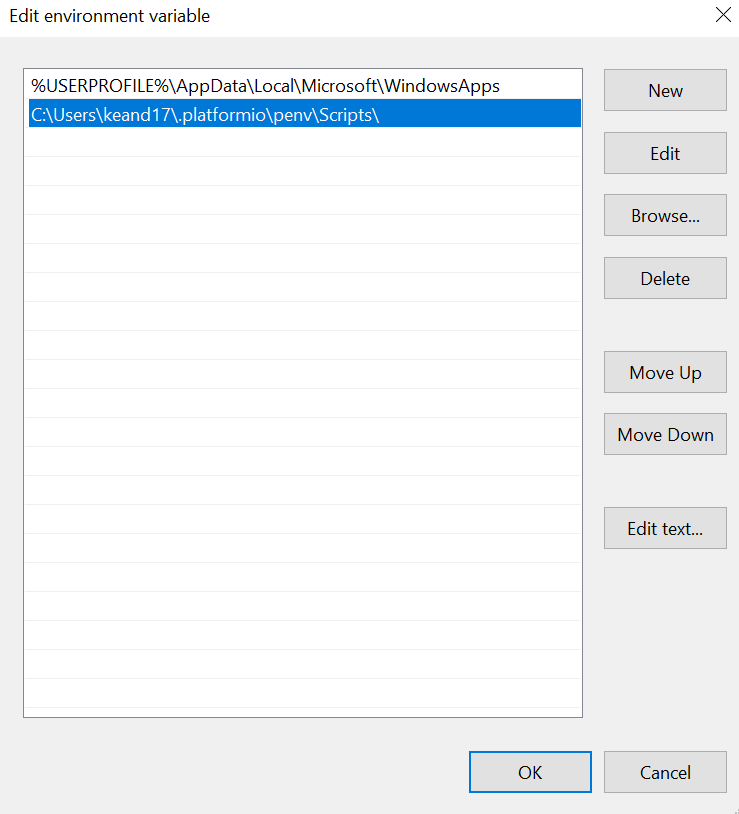 Edit environment variable
%USERPROFILE%\AppData\Local\Microsoft\WindowsApps
C:\Users\keand17\.platformio\penv\Scripts\
New
Edit
Browse...
Delete
Move Up
Move Down
Edit text...
OK
Cancel